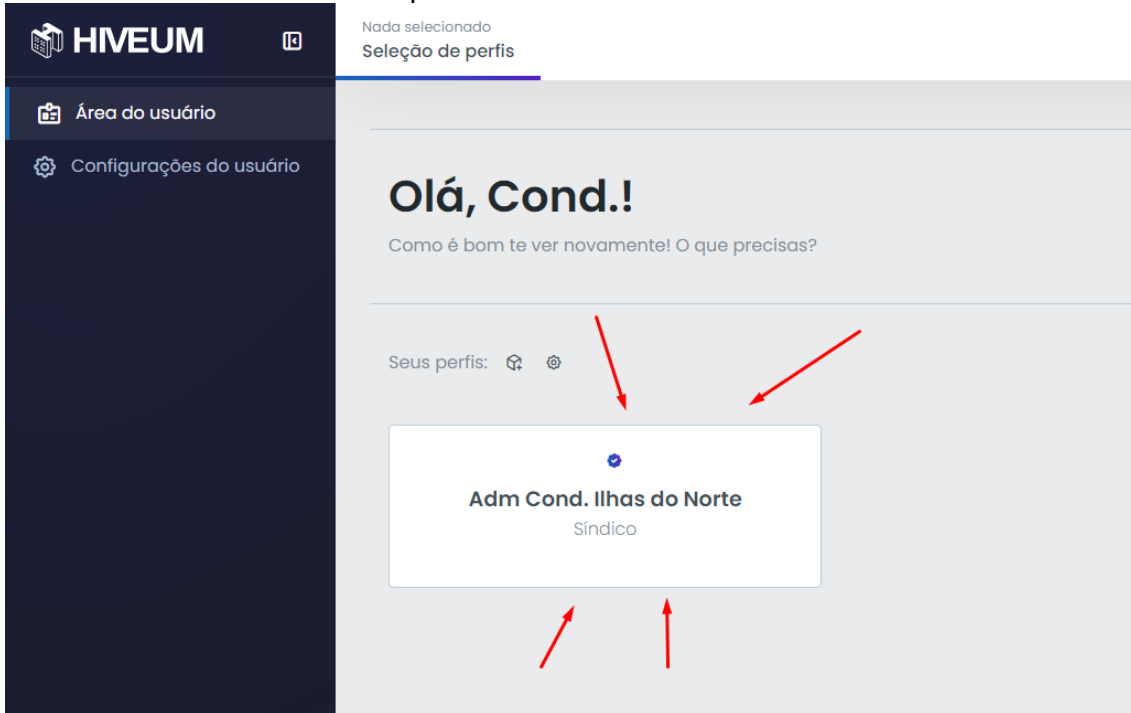 HIVEUM
Nada selecionado
Seleção de perfis
Área do usuário
Configurações do usuário
Olá, Cond.!
Como é bom te ver novamente! O que precisas?
Seus perfis:
Adm Cond. Ilhas do Norte
Síndico